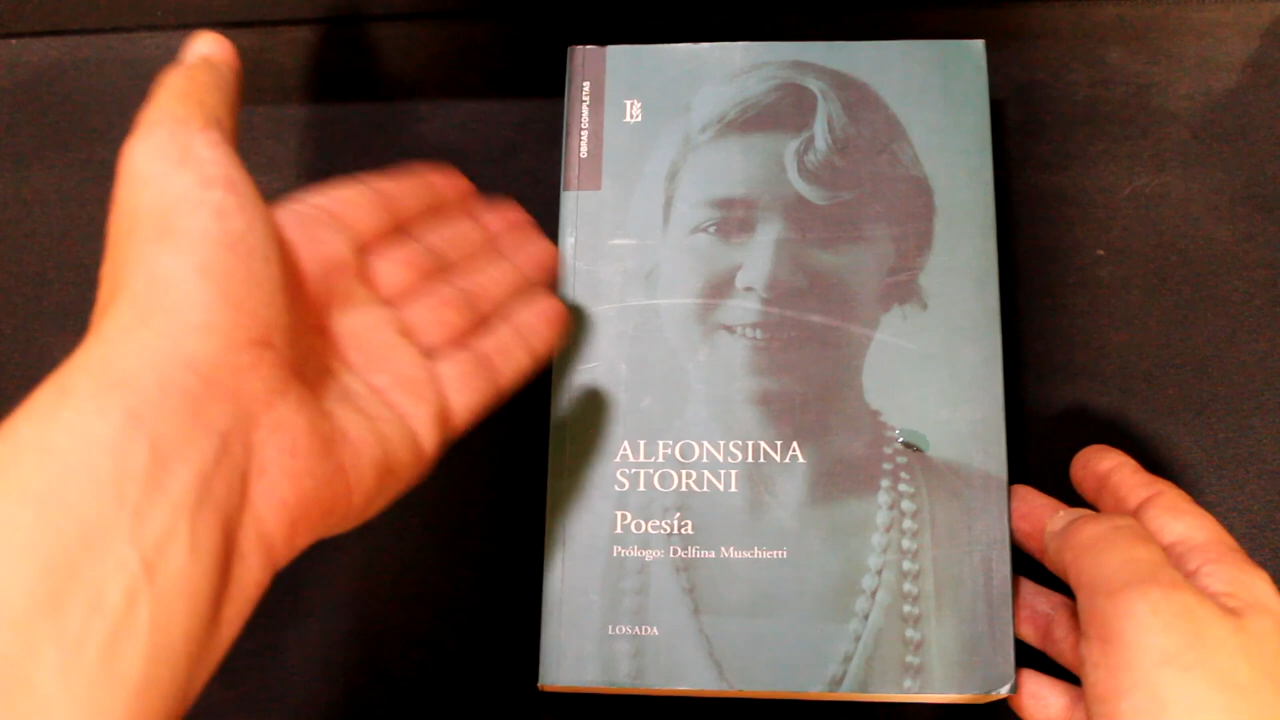 OBRAS COMPLETAS
L
ALFONSINA
STORNI
Poesía
Prólogo: Delfina Muschietti
LOSADA